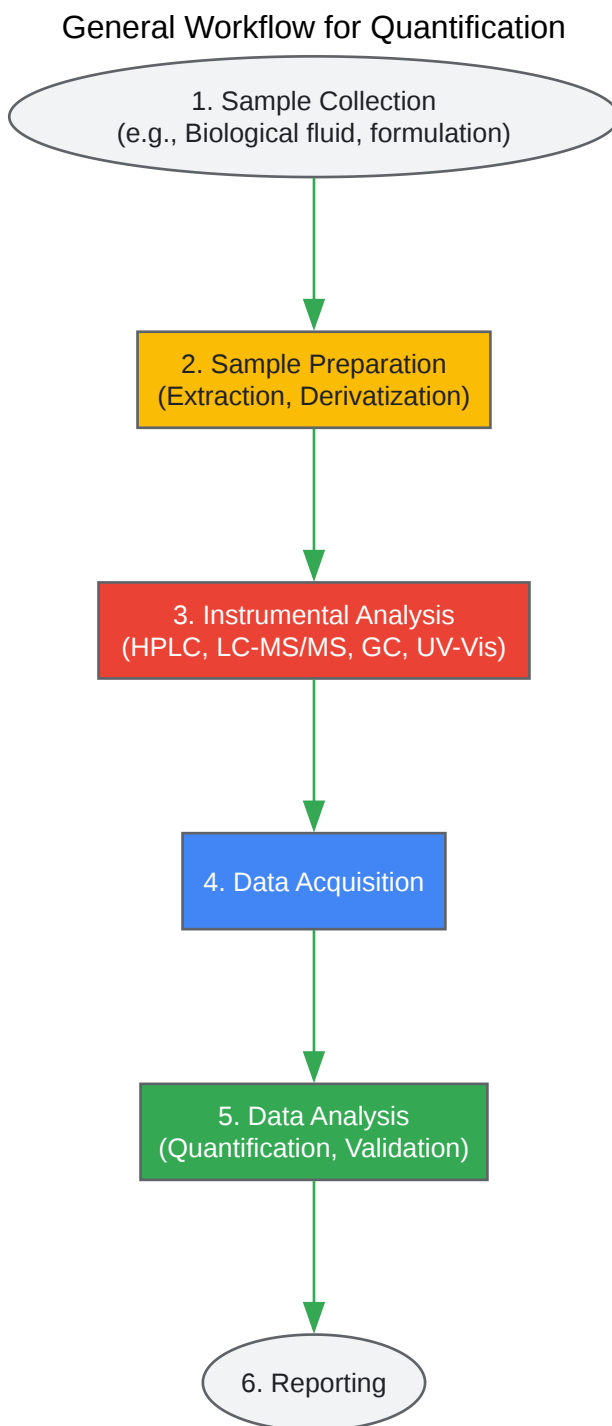 General Workflow for Quantification
1. Sample Collection
(e.g., Biological fluid, formulation)
2. Sample Preparation
(Extraction, Derivatization)
3. Instrumental Analysis
(HPLC, LC-MS/MS, GC, UV-Vis)
4. Data Acquisition
5. Data Analysis
(Quantification, Validation)
6. Reporting